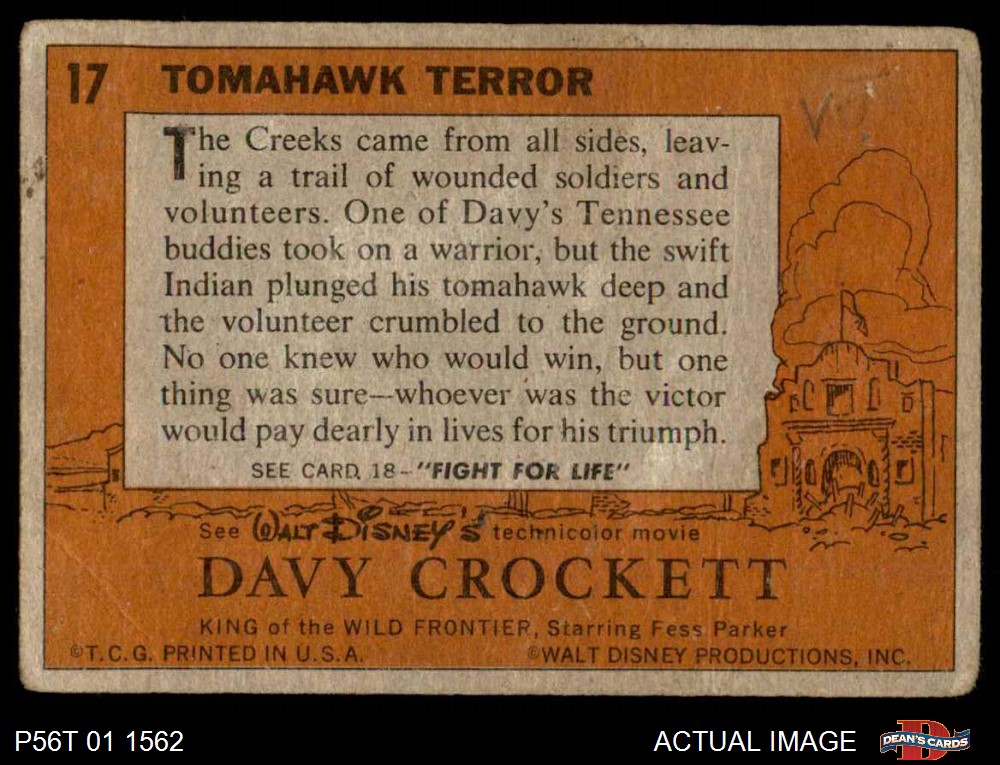 17 TOMAHAWK TERROR
The Creeks came from all sides, leav-
ing a trail of wounded soldiers and
volunteers. One of Davy's Tennessee
buddies took on a warrior, but the swift
Indian plunged his tomahawk deep and
the volunteer crumbled to the ground.
No one knew who would win, but one
thing was sure—whoever was the victor
would pay dearly in lives for his triumph.
SEE CARD 18-"FIGHT FOR LIFE"
See WALT DISNEY'S technicolor movie
DAVY CROCKETT
KING of the WILD FRONTIER, Starring Fess Parker
©T.C.G. PRINTED IN U.S.A. ©WALT DISNEY PRODUCTIONS, INC.
P56T 01 1562 ACTUAL IMAGE DEAN'S CARDS